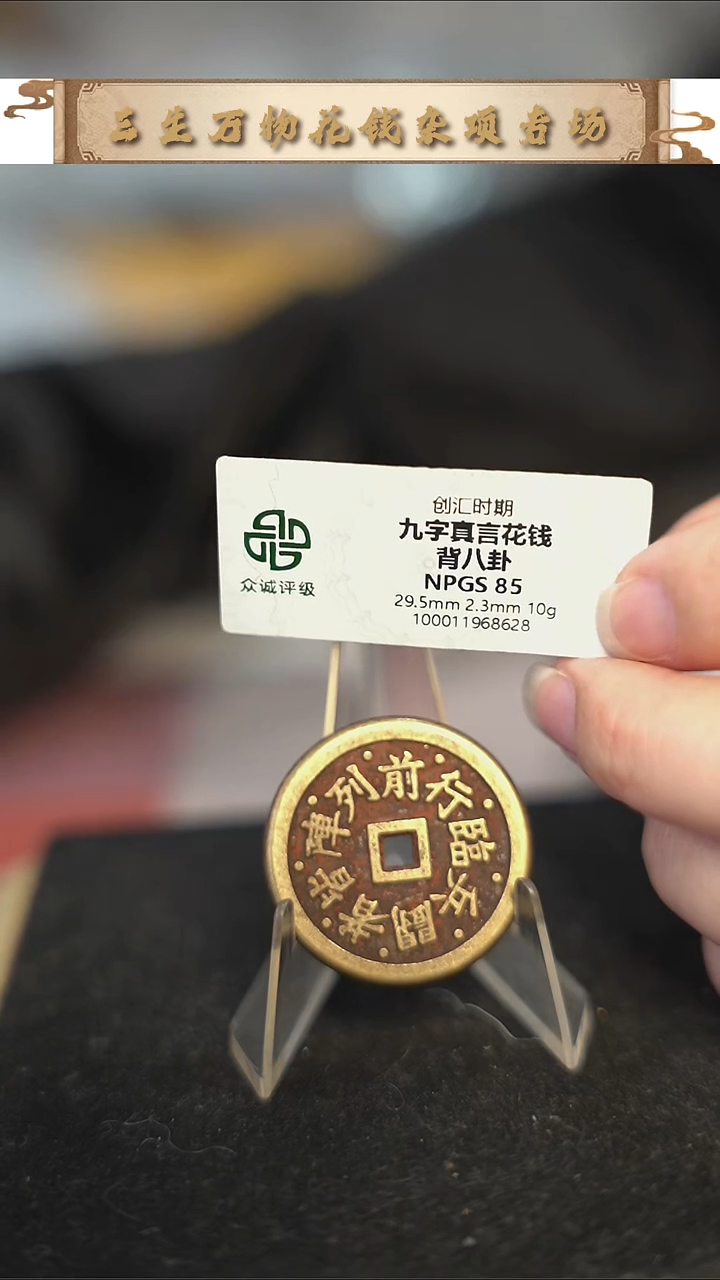 三生万物花钱杂项专场
创汇时期
九字真言花钱
背八卦
NPGS 85
29.5mm 2.3mm 10g
100011968628
众诚评级
臨兵鬭者皆陣列前行